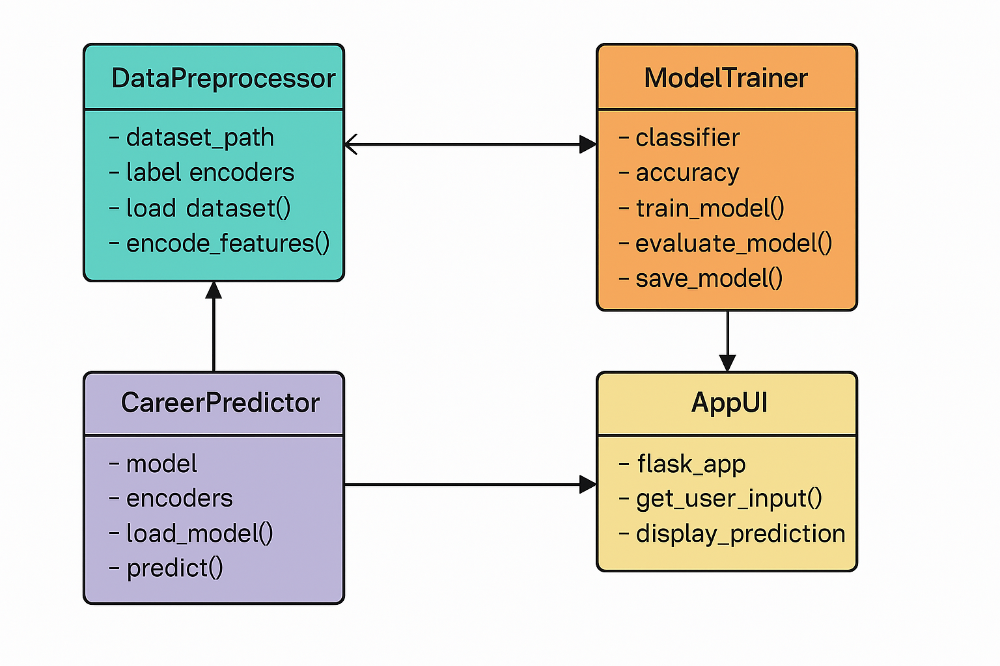 DataPreprocessor
– dataset_path
– label encoders
– load dataset()
– encode_features()
ModelTrainer
– classifier
– accuracy
– train_model()
– evaluate_model()
– save_model()
CareerPredictor
– model
– encoders
– load_model()
– predict()
AppUI
– flask_app
– get_user_input()
– display_prediction